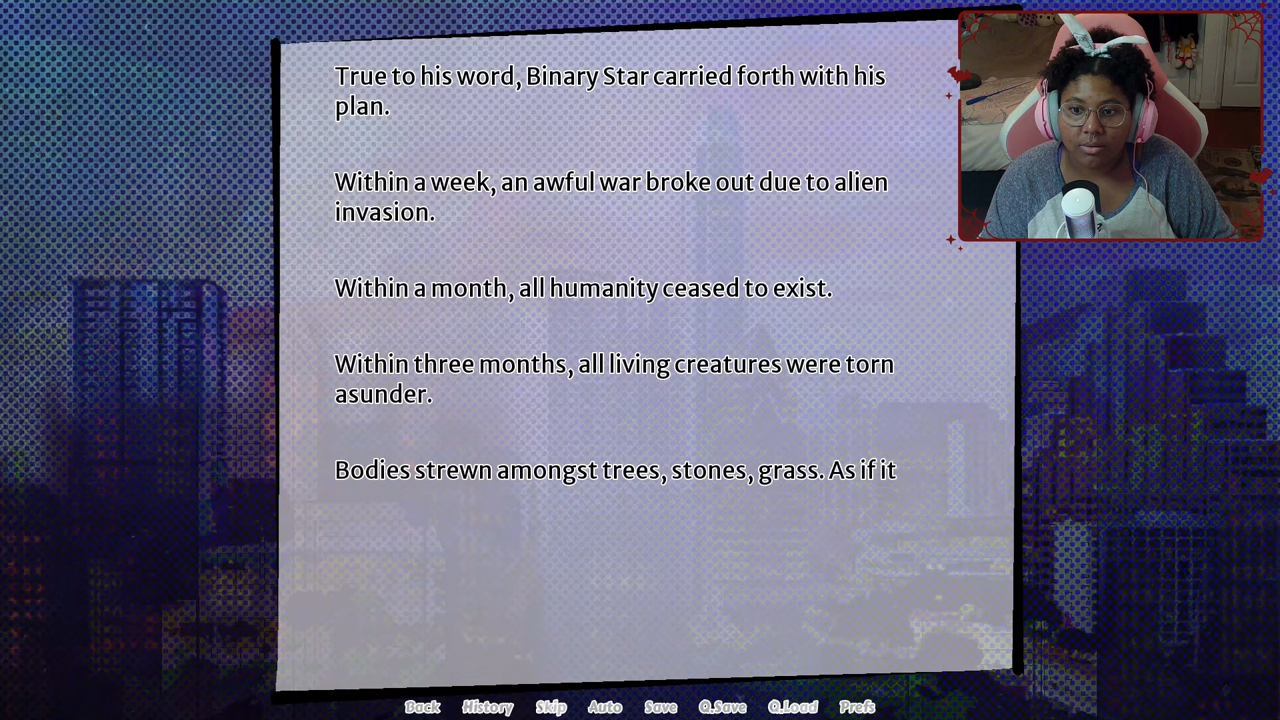 True to his word, Binary Star carried forth with his
plan.
Within a week, an awful war broke out due to alien
invasion.
Within a month, all humanity ceased to exist.
Within three months, all living creatures were torn
asunder.
Bodies strewn amongst trees, stones, grass. As if it
Back History Skip Auto Save Q.Save Q.Load Prefs